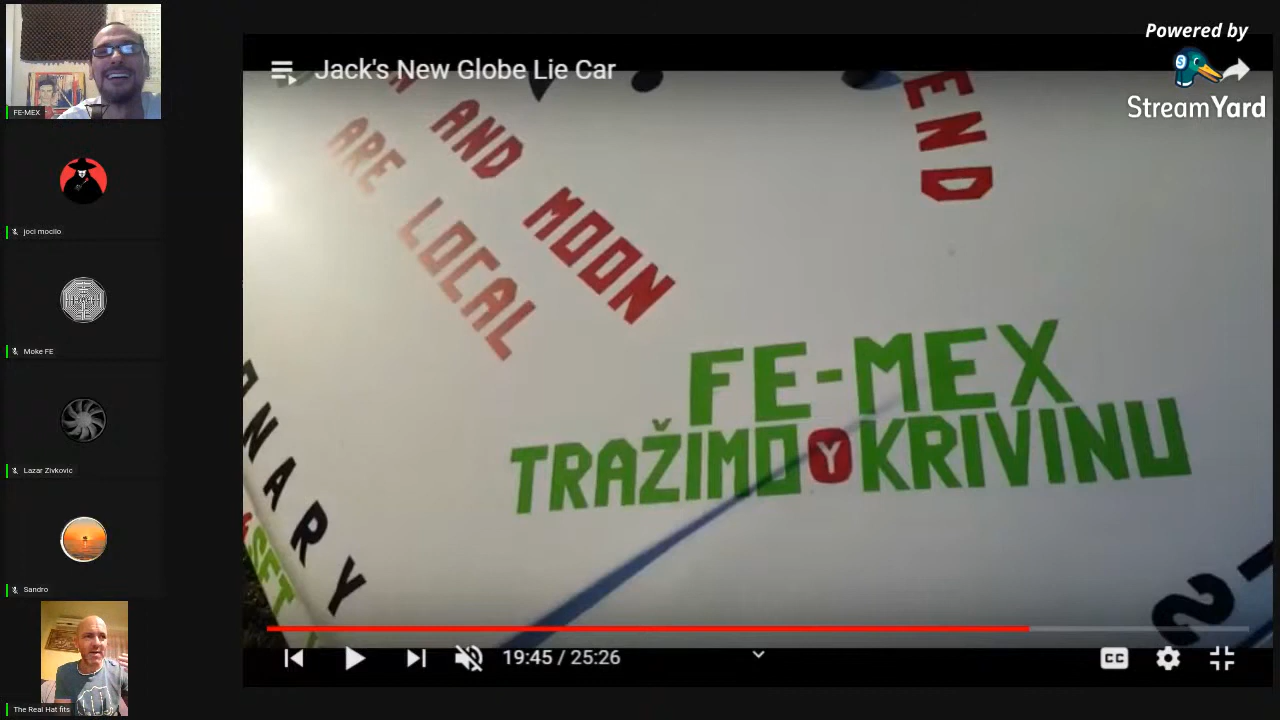 Powered by
StreamYard
Jack's New Globe Lie Car
FE-MEX
joci mocilo
Moke FE
Lazar Zivkovic
Sandro
The Real Hat fits
AND MOON
ARE LOCAL
END
FE-MEX
TRAŽIMO Y KRIVINU
NARY
19:45 / 25:26
CC